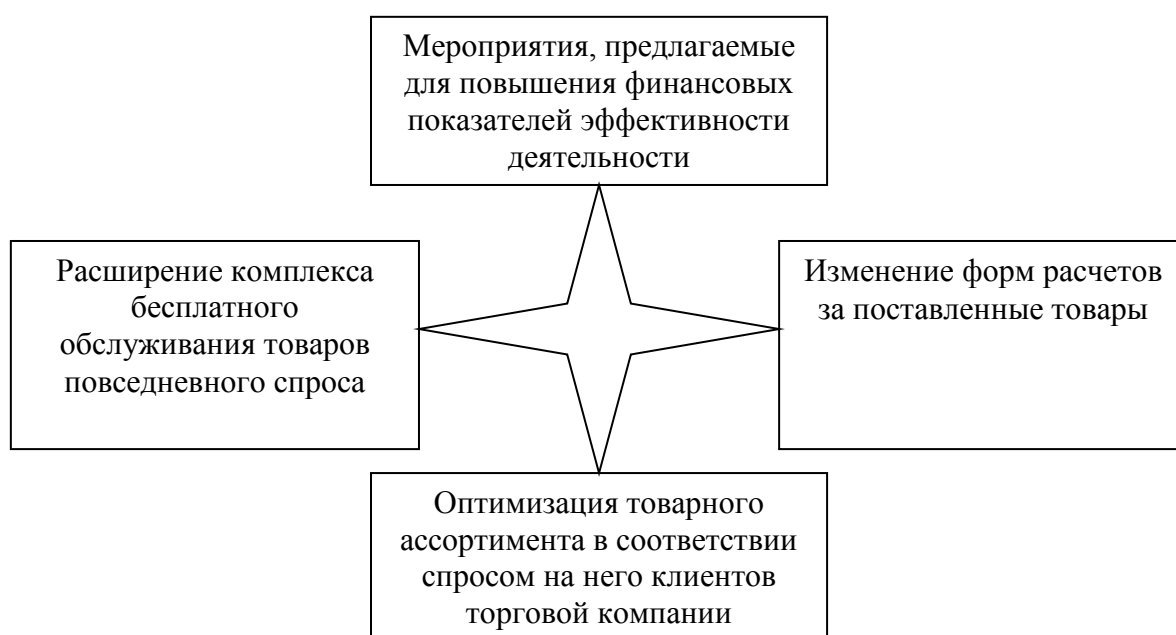 Мероприятия, предлагаемые
для повышения финансовых
показателей эффективности
деятельности
Расширение комплекса
бесплатного
обслуживания товаров
повседневного спроса
Изменение форм расчетов
за поставленные товары
Оптимизация товарного
ассортимента в соответствии
спросом на него клиентов
торговой компании